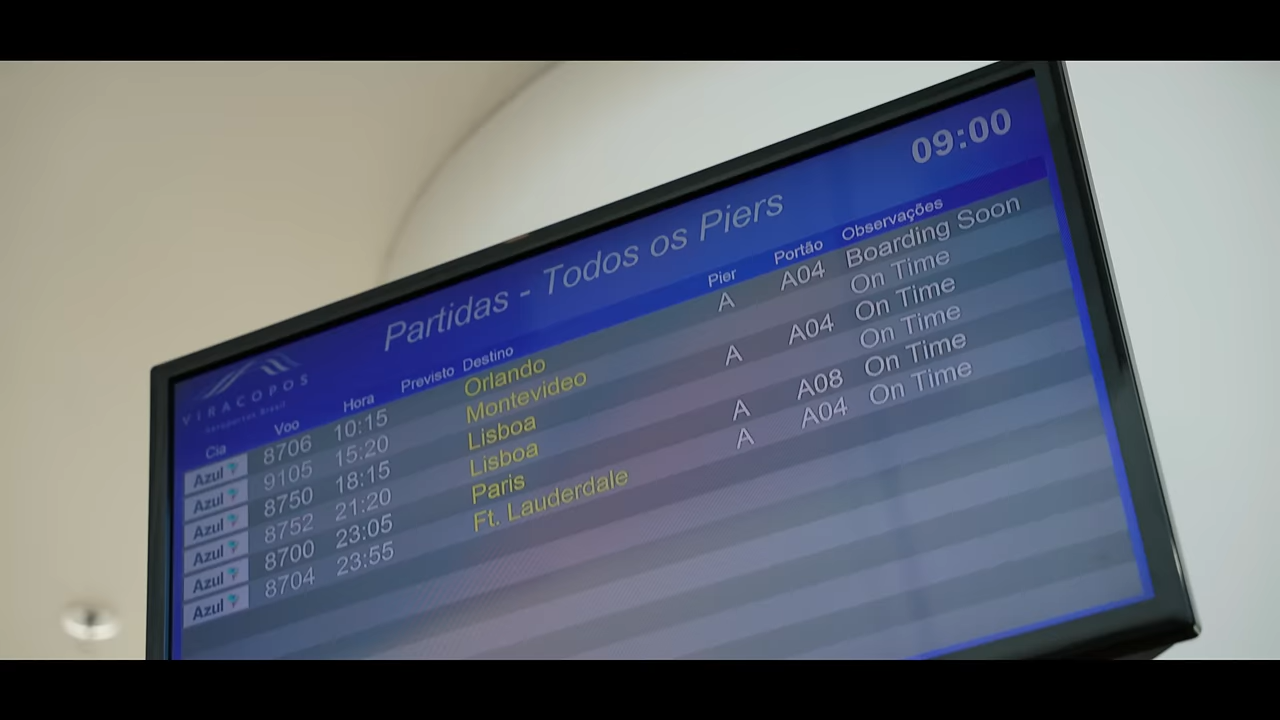 09:00
Partidas - Todos os Piers
VIRACOPOS
Aeroportos Brasil
Cia Voo Hora Previsto Destino Pier Portão Observações
Azul 8706 10:15 Orlando A A04 Boarding Soon
Azul 9105 15:20 Montevideo On Time
Azul 8750 18:15 Lisboa A A04 On Time
Azul 8752 21:20 Lisboa On Time
Azul 8700 23:05 Paris A A08 On Time
Azul 8704 23:55 Ft. Lauderdale A A04 On Time